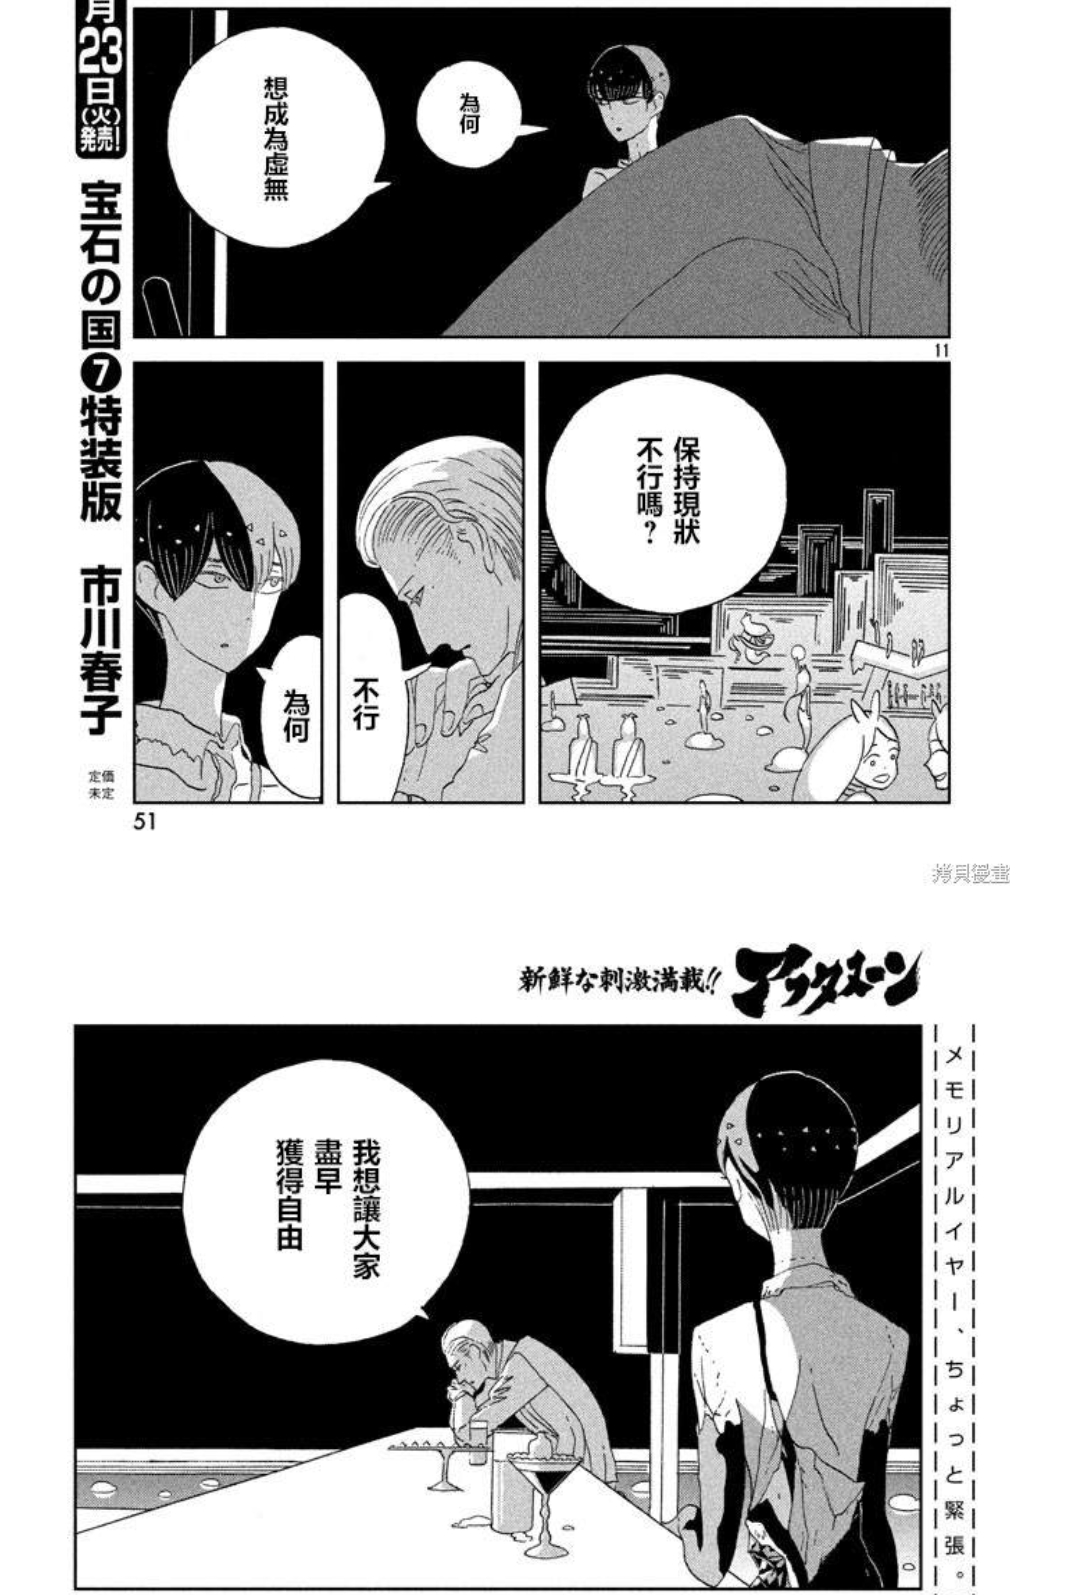 月
23
日
(火)
発売!
宝石の国❼特装版 市川春子
定価
未定
為何
想成為虛無
11
保持現狀
不行嗎?
不行
為何
51
拷貝漫畫
新鮮な刺激満載!!
アフタヌーン
我想讓大家
盡早
獲得自由
メモリアルイヤー、ちょっと緊張。